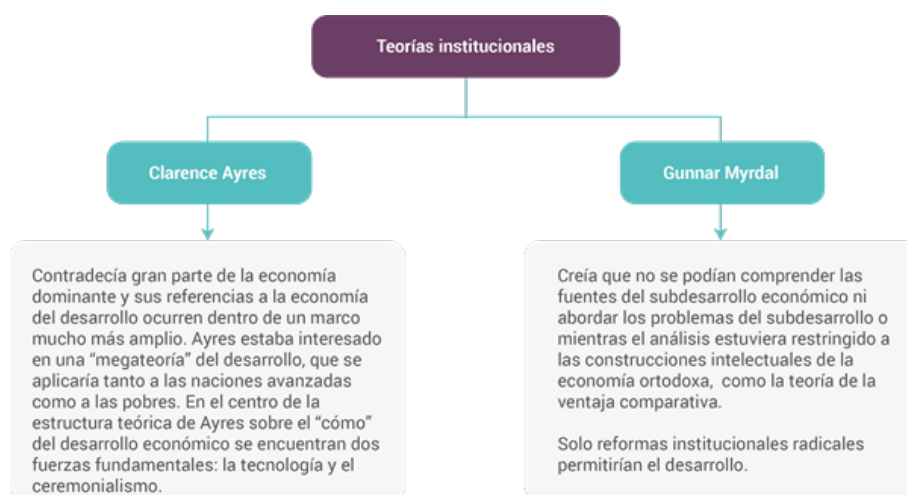 Teorías institucionales
Clarence Ayres
Gunnar Myrdal
Contradecía gran parte de la economía
dominante y sus referencias a la economía
del desarrollo ocurren dentro de un marco
mucho más amplio. Ayres estaba interesado
en una “megateoría” del desarrollo, que se
aplicaría tanto a las naciones avanzadas
como a las pobres. En el centro de la
estructura teórica de Ayres sobre el “cómo”
del desarrollo económico se encuentran dos
fuerzas fundamentales: la tecnología y el
ceremonialismo.
Creía que no se podían comprender las
fuentes del subdesarrollo económico ni
abordar los problemas del subdesarrollo o
mientras el análisis estuviera restringido a
las construcciones intelectuales de la
economía ortodoxa, como la teoría de la
ventaja comparativa.
Solo reformas institucionales radicales
permitirían el desarrollo.